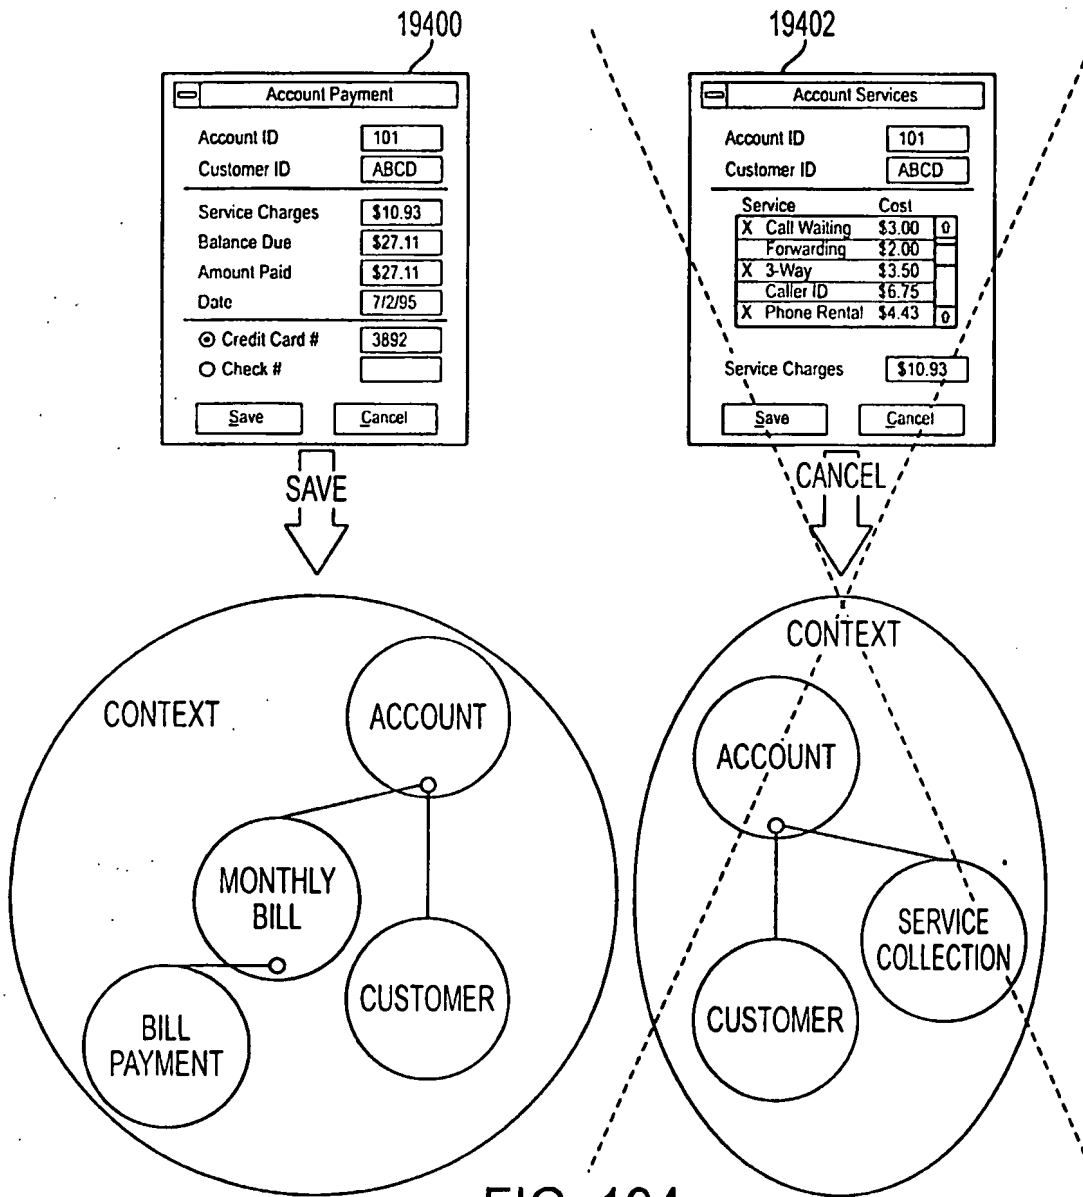 19400
19402
Account Payment
Account ID 101
Customer ID ABCD
Service Charges $10.93
Balance Due $27.11
Amount Paid $27.11
Date 7/2/95
Credit Card # 3892
Check #
Save Cancel
Account Services
Account ID 101
Customer ID ABCD
Service Cost
X Call Waiting $3.00
Forwarding $2.00
X 3-Way $3.50
Caller ID $6.75
X Phone Rental $4.43
Service Charges $10.93
Save Cancel
SAVE
CANCEL
CONTEXT
ACCOUNT
MONTHLY
BILL
CUSTOMER
BILL
PAYMENT
CONTEXT
ACCOUNT
SERVICE
COLLECTION
CUSTOMER